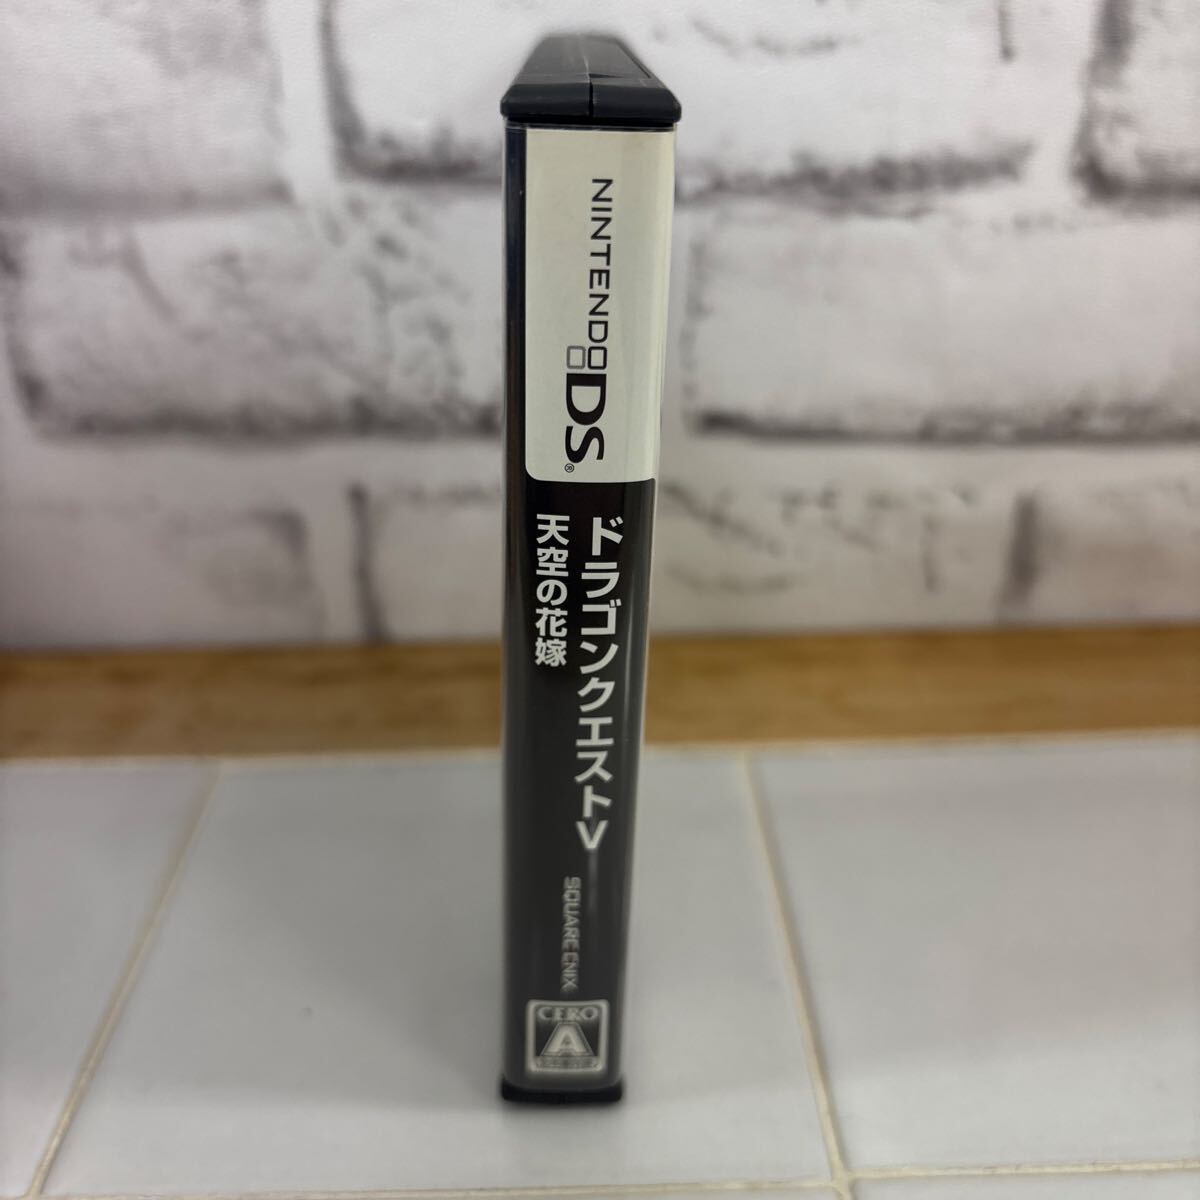 NINTENDO DS®
ドラゴンクエストV
天空の花嫁
SQUARE ENIX
CERO
A